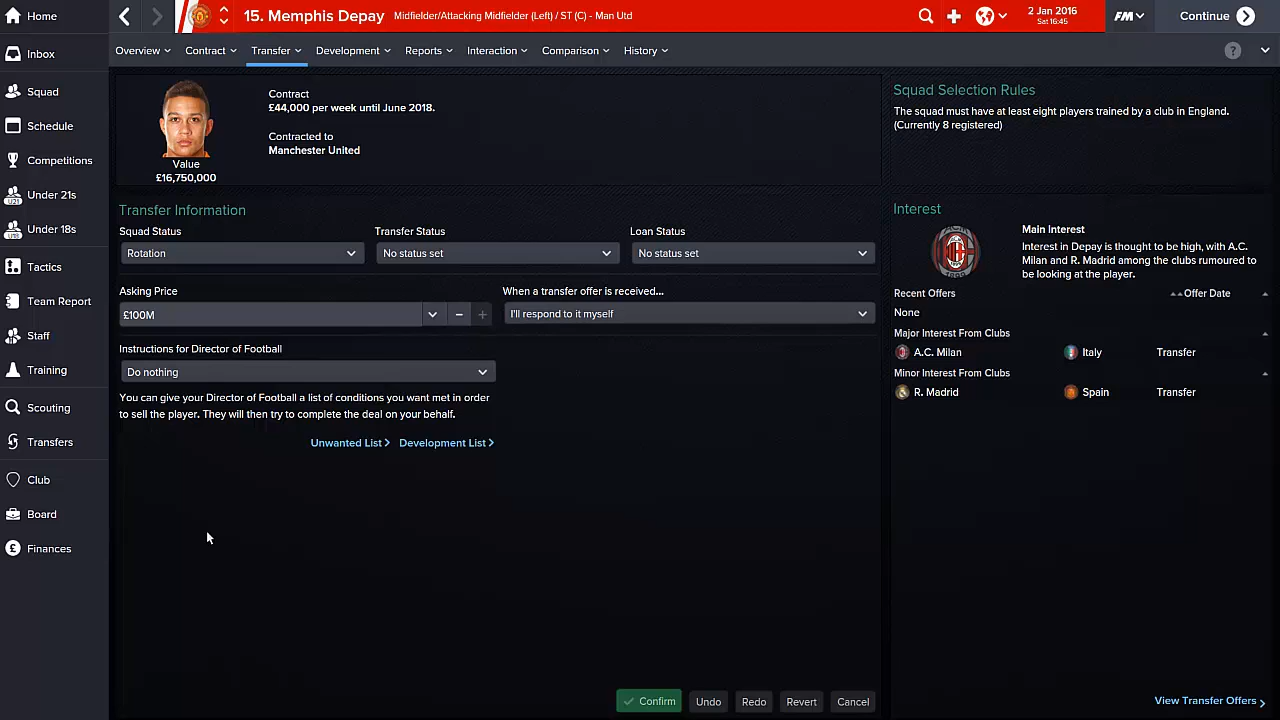 Home
15. Memphis Depay
Midfielder/Attacking Midfielder (Left) / ST (C) - Man Utd
2 Jan 2016
Sat 16:45
FM
Continue
Inbox
Squad
Schedule
Competitions
U21
Under 21s
U18
Under 18s
Tactics
Team Report
Staff
Training
Scouting
Transfers
Club
Board
Finances
Overview
Contract
Transfer
Development
Reports
Interaction
Comparison
History
?
Value
£16,750,000
Contract
£44,000 per week until June 2018.
Contracted to
Manchester United
Squad Selection Rules
The squad must have at least eight players trained by a club in England.
(Currently 8 registered)
Transfer Information
Squad Status
Rotation
Transfer Status
No status set
Loan Status
No status set
Asking Price
£100M
When a transfer offer is received...
I'll respond to it myself
Instructions for Director of Football
Do nothing
You can give your Director of Football a list of conditions you want met in order
to sell the player. They will then try to complete the deal on your behalf.
Unwanted List
Development List
Interest
Main Interest
Interest in Depay is thought to be high, with A.C.
Milan and R. Madrid among the clubs rumoured to
be looking at the player.
Recent Offers
Offer Date
None
Major Interest From Clubs
A.C. Milan
Italy
Transfer
Minor Interest From Clubs
R. Madrid
Spain
Transfer
Confirm
Undo
Redo
Revert
Cancel
View Transfer Offers